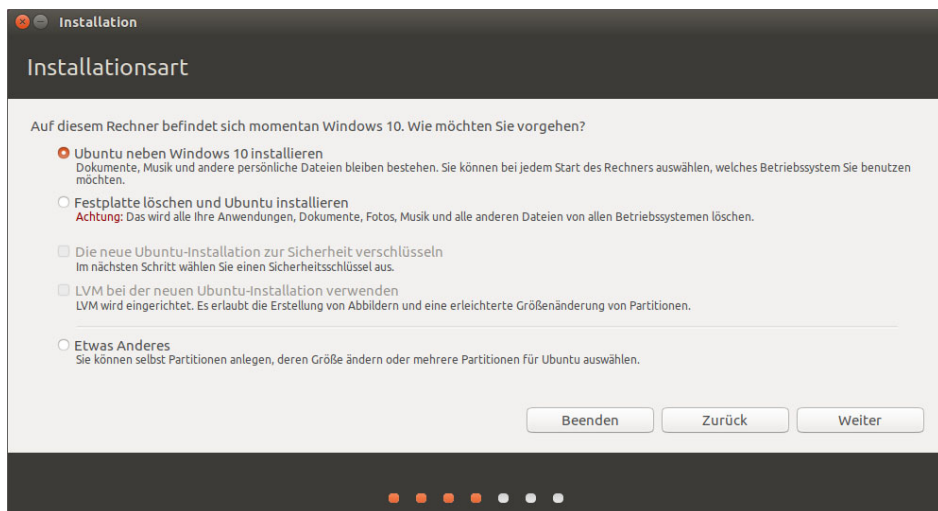 Installation
Installationsart
Auf diesem Rechner befindet sich momentan Windows 10. Wie möchten Sie vorgehen?
Ubuntu neben Windows 10 installieren
Dokumente, Musik und andere persönliche Dateien bleiben bestehen. Sie können bei jedem Start des Rechners auswählen, welches Betriebssystem Sie benutzen
möchten.
Festplatte löschen und Ubuntu installieren
Achtung: Das wird alle Ihre Anwendungen, Dokumente, Fotos, Musik und alle anderen Dateien von allen Betriebssystemen löschen.
Die neue Ubuntu-Installation zur Sicherheit verschlüsseln
Im nächsten Schritt wählen Sie einen Sicherheitsschlüssel aus.
LVM bei der neuen Ubuntu-Installation verwenden
LVM wird eingerichtet. Es erlaubt die Erstellung von Abbildern und eine erleichterte Größenänderung von Partitionen.
Etwas Anderes
Sie können selbst Partitionen anlegen, deren Größe ändern oder mehrere Partitionen für Ubuntu auswählen.
Beenden Zurück Weiter